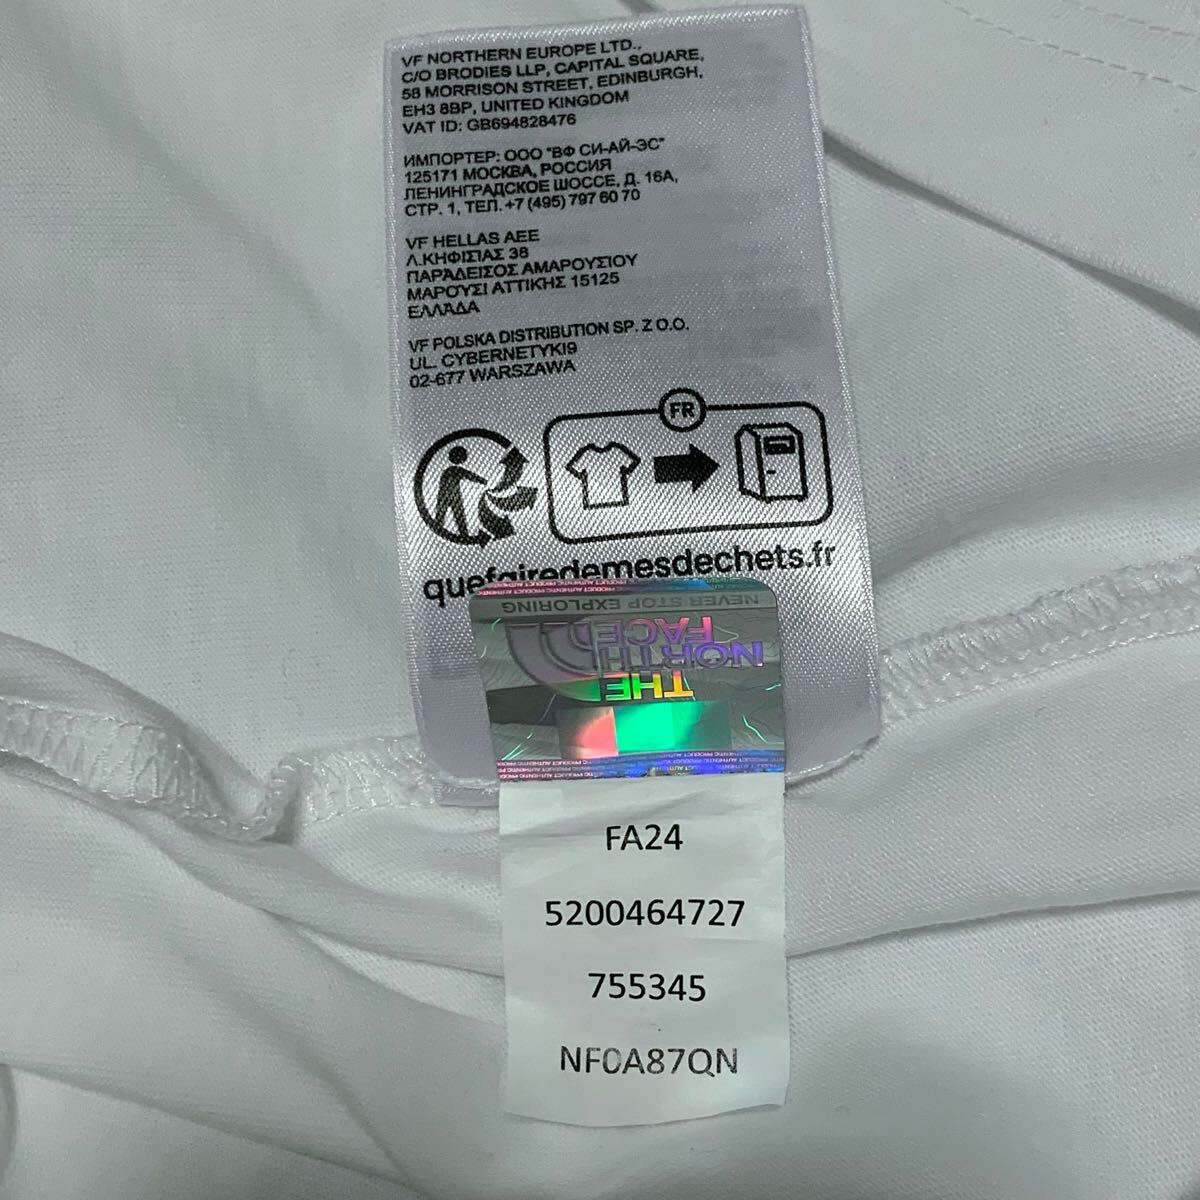 VF NORTHERN EUROPE LTD.,
C/O BRODIES LLP, CAPITAL SQUARE,
58 MORRISON STREET, EDINBURGH,
EH3 8BP, UNITED KINGDOM
VAT ID: GB694828476
ИМПОРТЕР: ООО "ВФ СИ-АЙ-ЭС"
125171 МОСКВА, РОССИЯ
ЛЕНИНГРАДСКОЕ ШОССЕ, Д. 16А,
СТР. 1, ТЕЛ. +7 (495) 797 60 70
VF HELLAS AEE
Λ.ΚΗΦΙΣΙΑΣ 38
ΠΑΡΑΔΕΙΣΟΣ ΑΜΑΡΟΥΣΙΟΥ
ΜΑΡΟΥΣΙ ΑΤΤΙΚΗΣ 15125
ΕΛΛΑΔΑ
VF POLSKA DISTRIBUTION SP. Z O.O.
UL. CYBERNETYKI9
02-677 WARSZAWA
FR
quefairedemesdechets.fr
NEVER STOP EXPLORING
THE
NORTH
FACE
FA24
5200464727
755345
NF0A87QN